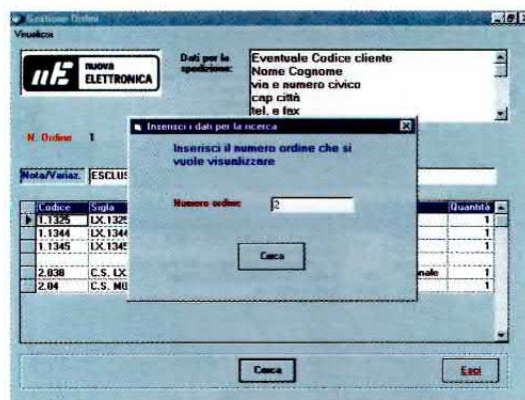 Gestione Ordini
Visualizza
nE nuova ELETTRONICA
Dati per la spedizione:
Eventuale Codice cliente
Nome Cognome
via e numero civico
cap città
tel. e fax
N. Ordine 1
Inserisci i dati per la ricerca
Inserisci il numero ordine che si
vuole visualizzare
Nota/Variaz. ESCLUS
Numero ordine 2
Cerca
Codice Sigla Quantità
1.1325 LX.1325 1
1.1344 LX.1344 1
1.1345 LX.1345 1
2.038 C.S. LX. nale 1
2.04 C.S. MO 1
Cerca Esci